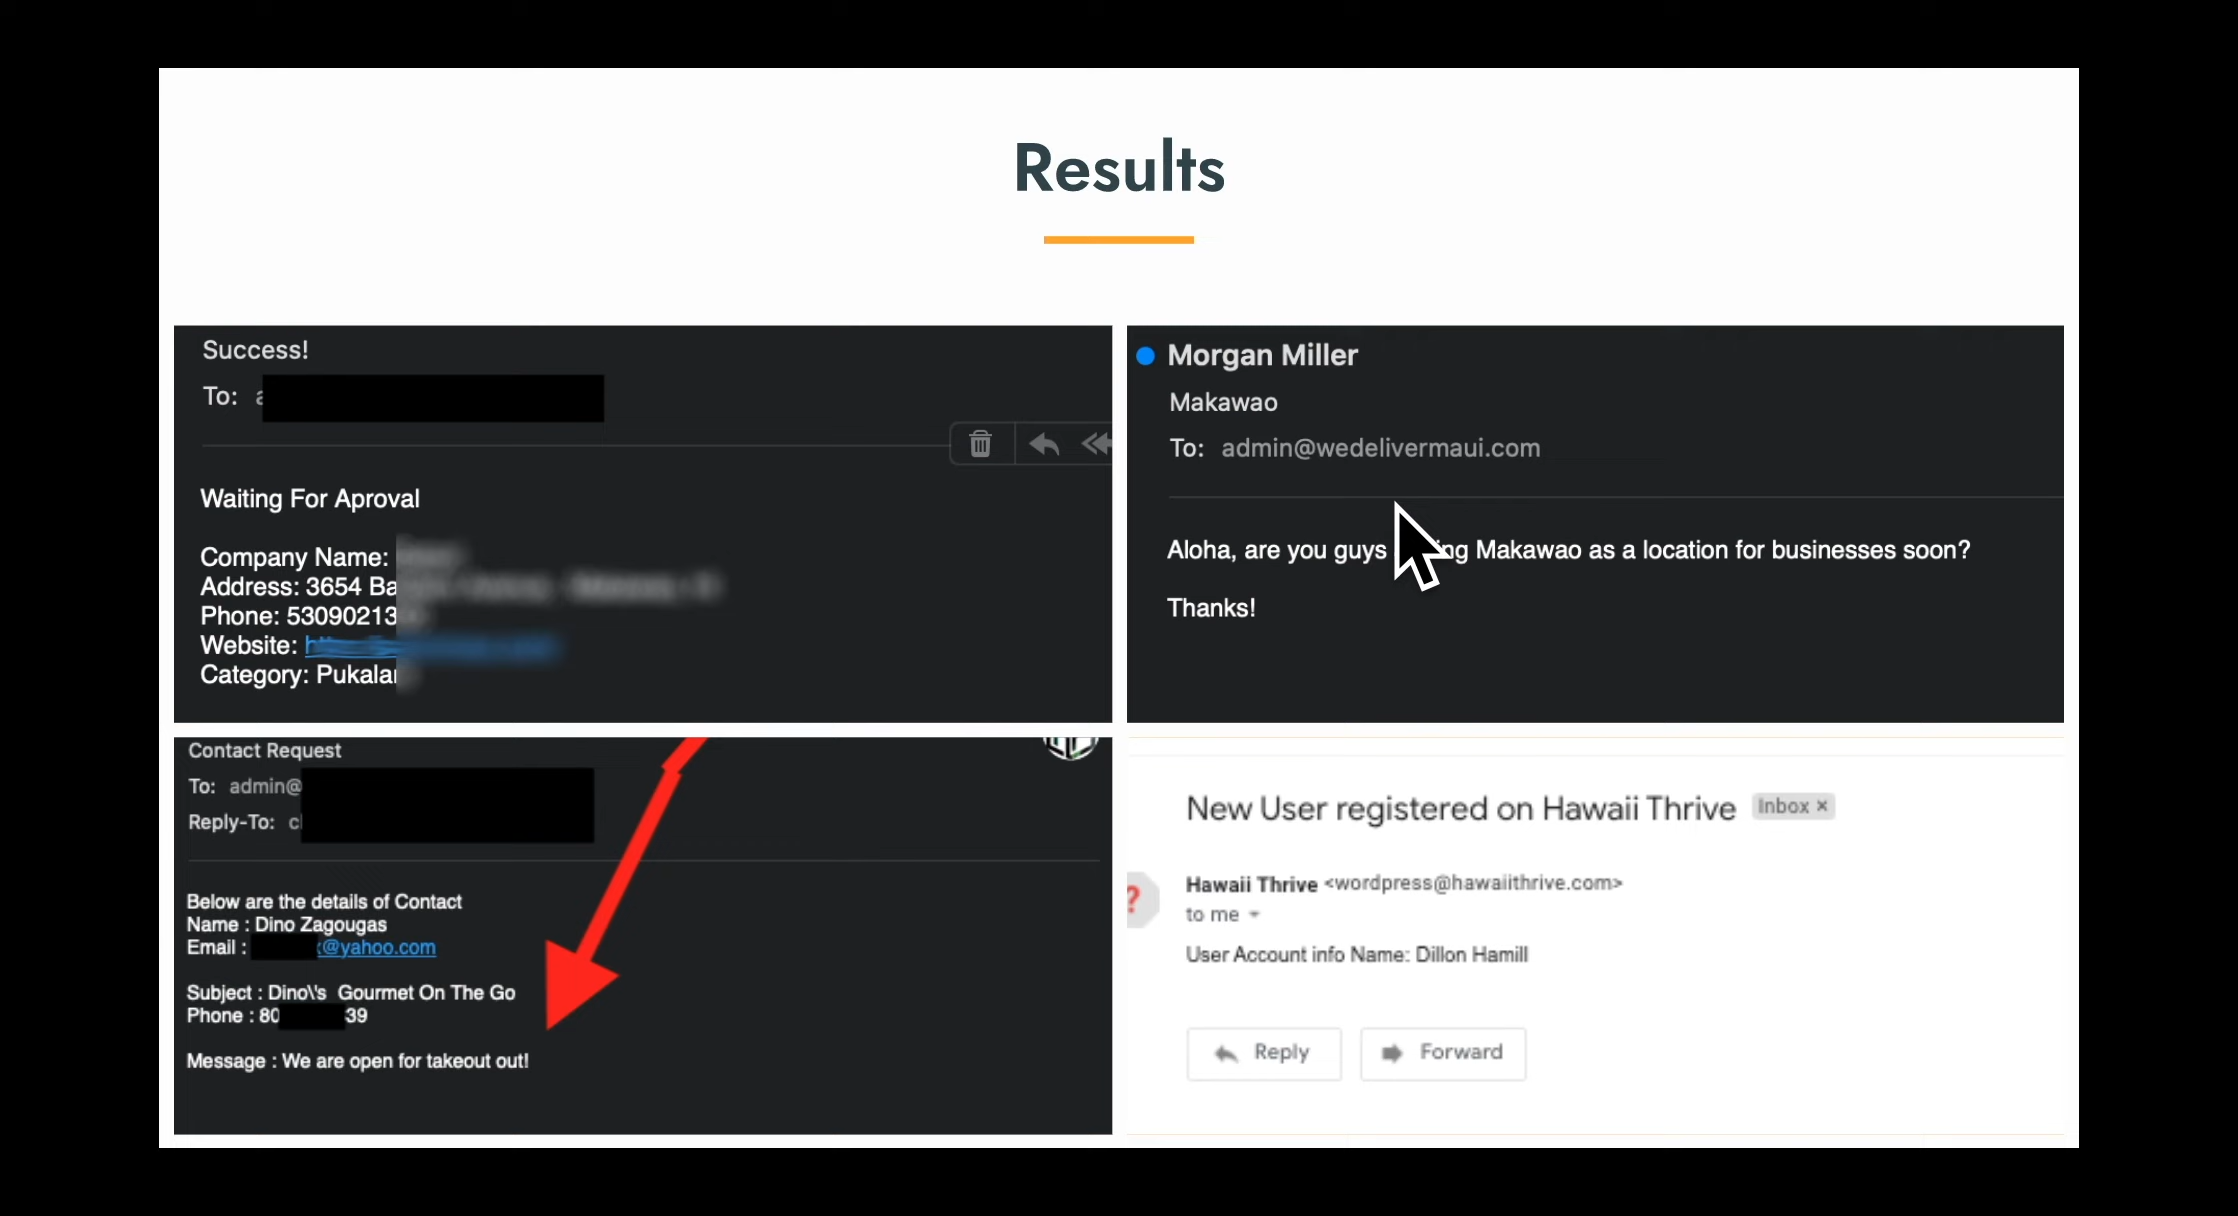 Results
Success!
To:
Waiting For Aproval
Company Name:
Address: 3654 Ba
Phone: 53090213
Website:
Category: Pukala
Morgan Miller
Makawao
To: admin@wedelivermaui.com
Aloha, are you guys ng Makawao as a location for businesses soon?
Thanks!
Contact Request
To: admin@
Reply-To: c
Below are the details of Contact
Name : Dino Zagougas
Email : @yahoo.com
Subject : Dino\'s Gourmet On The Go
Phone : 80 39
Message : We are open for takeout out!
New User registered on Hawaii Thrive Inbox ×
Hawaii Thrive <wordpress@hawaiithrive.com>
to me
User Account info Name: Dillon Hamill
Reply Forward